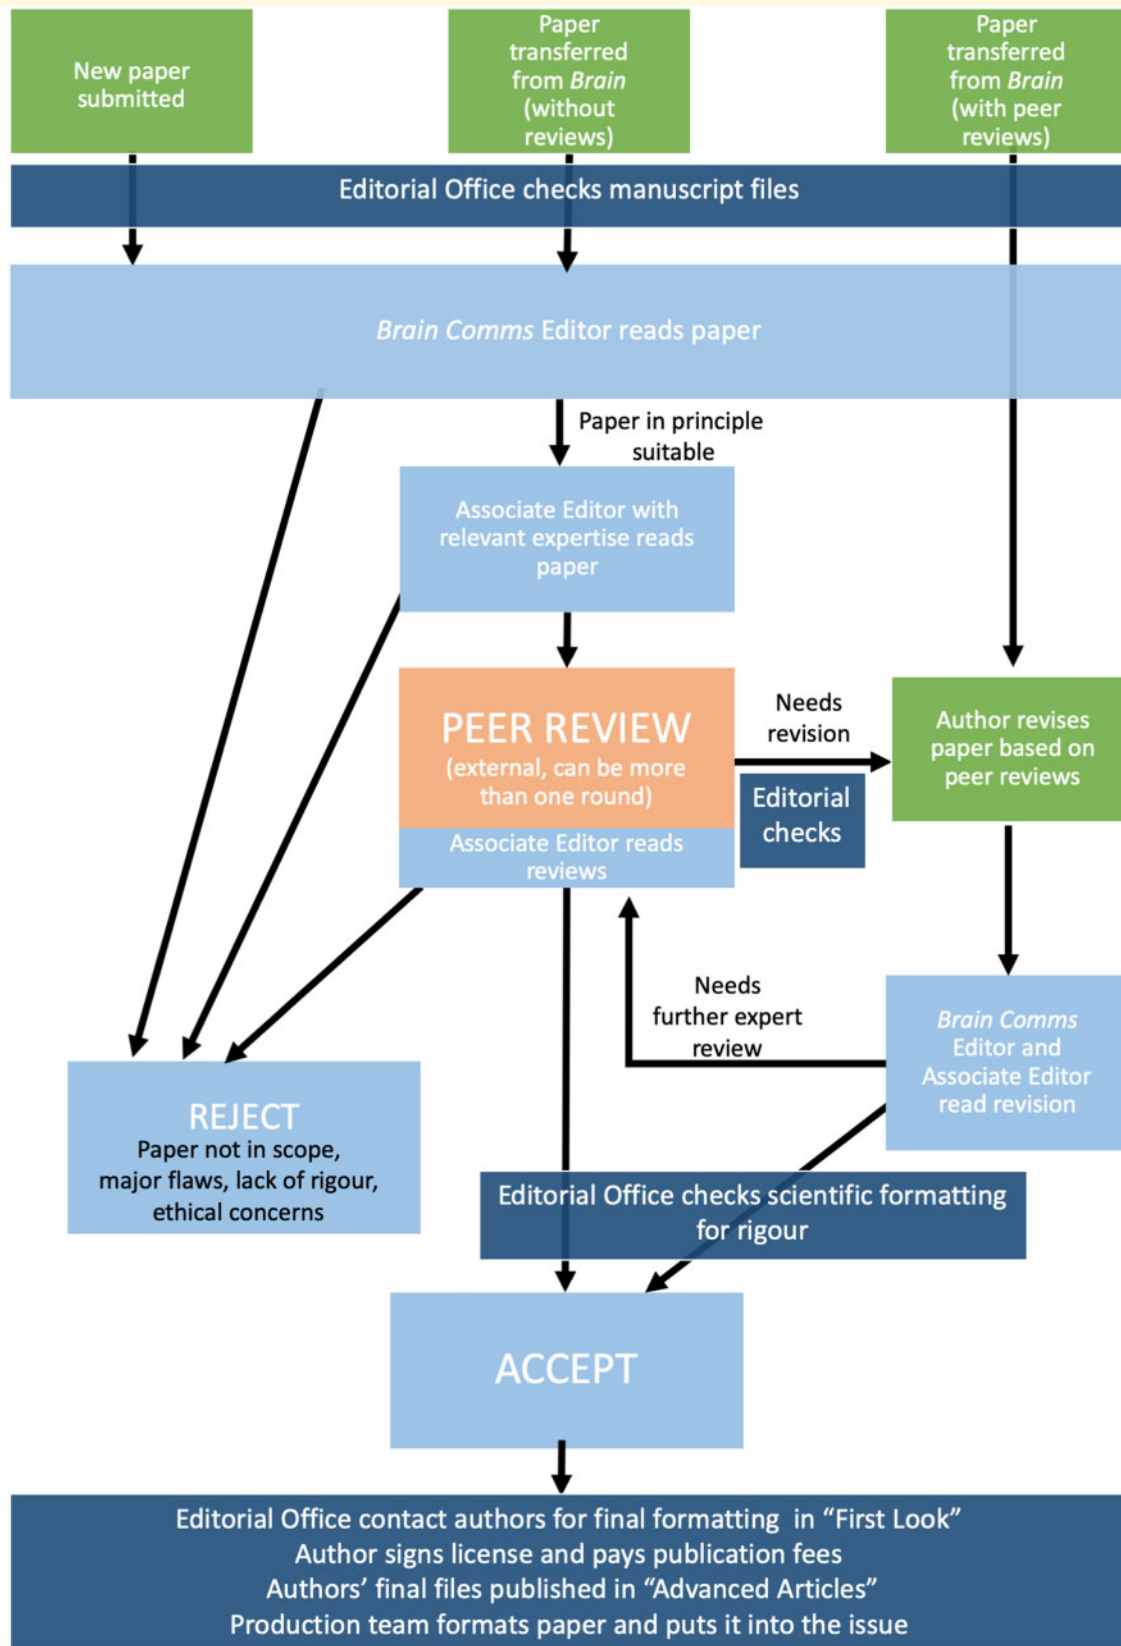 New paper
submitted
Paper
transferred
from Brain
(without
reviews)
Paper
transferred
from Brain
(with peer
reviews)
Editorial Office checks manuscript files
Brain Comms Editor reads paper
Paper in principle
suitable
Associate Editor with
relevant expertise reads
paper
PEER REVIEW
(external, can be more
than one round)
Associate Editor reads
reviews
Needs
revision
Editorial
checks
Author revises
paper based on
peer reviews
Needs
further expert
review
Brain Comms
Editor and
Associate Editor
read revision
REJECT
Paper not in scope,
major flaws, lack of rigour,
ethical concerns
Editorial Office checks scientific formatting
for rigour
ACCEPT
Editorial Office contact authors for final formatting in “First Look”
Author signs license and pays publication fees
Authors’ final files published in “Advanced Articles”
Production team formats paper and puts it into the issue